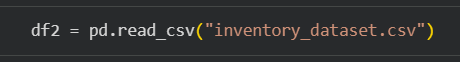 df2 = pd.read_csv("inventory_dataset.csv")